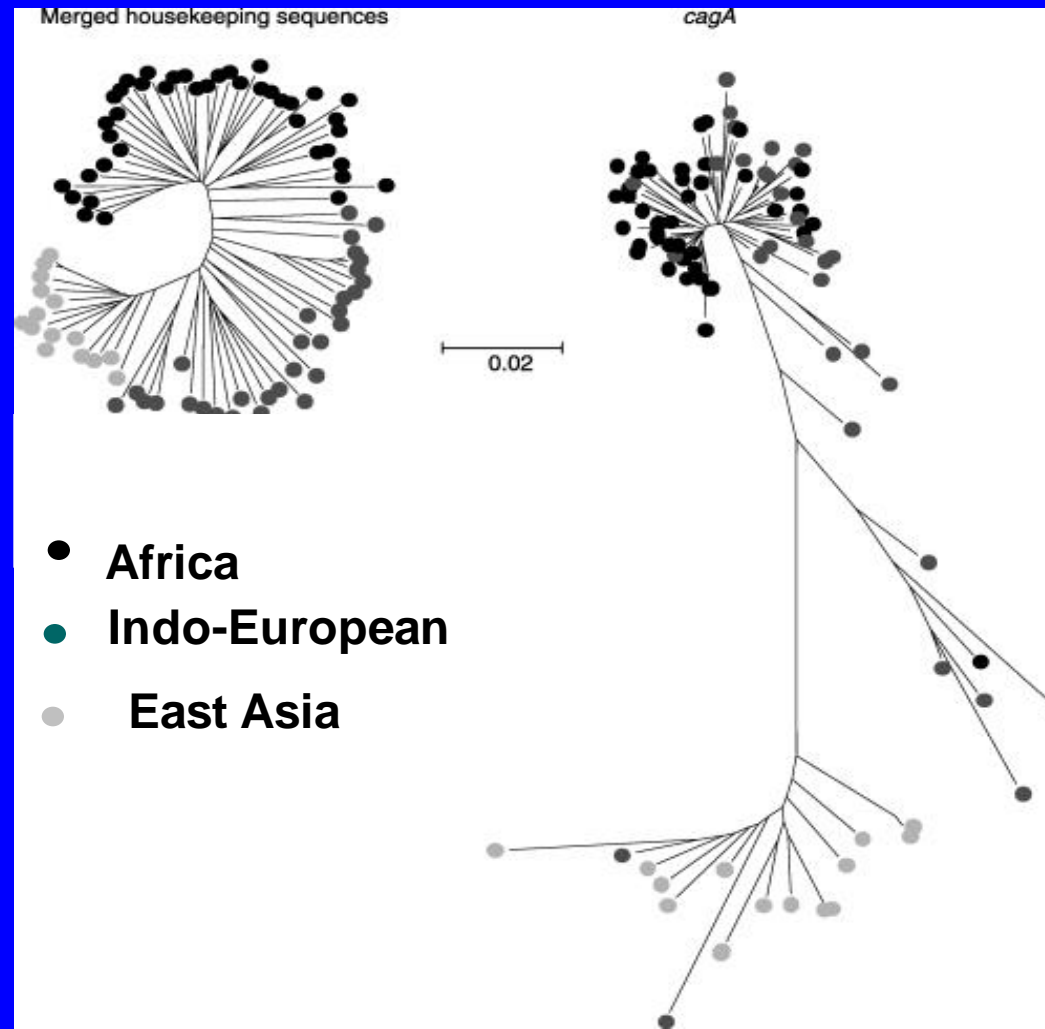 Merged housekeeping sequences
cagA
0.02
Africa
Indo-European
East Asia